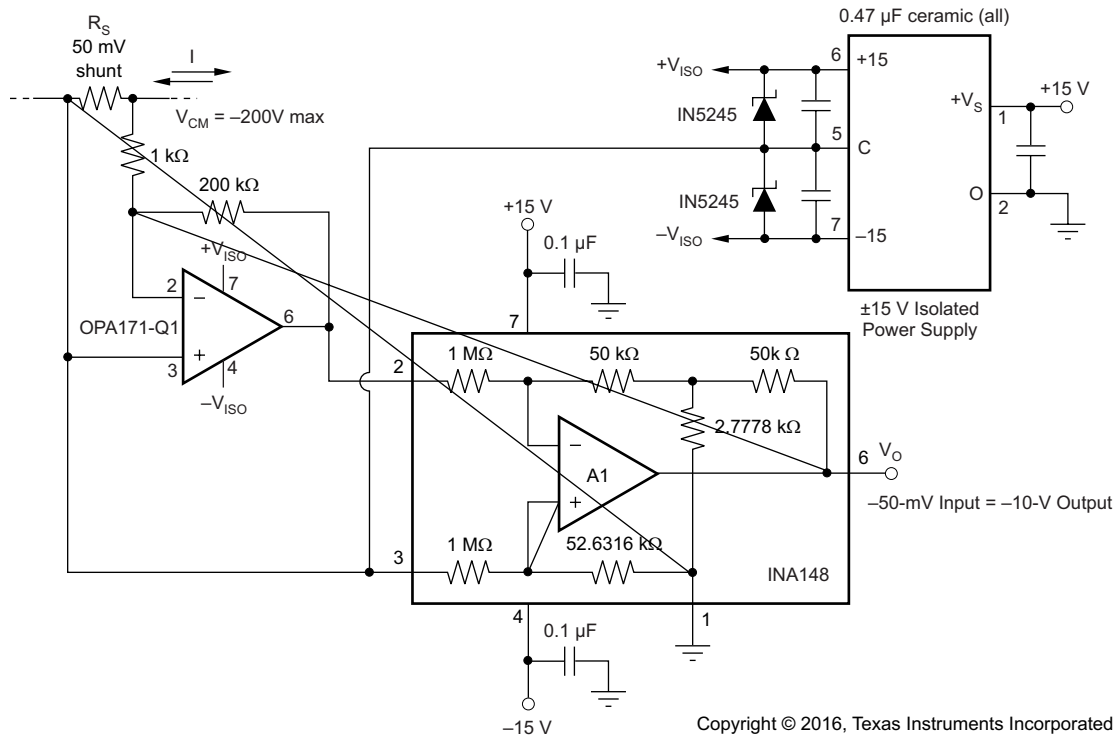 R_S
50 mV
shunt
I
V_CM = –200V max
1 kΩ
200 kΩ
+V_ISO
2
–
7
OPA171-Q1
6
3
+
4
–V_ISO
0.47 µF ceramic (all)
+V_ISO
6
+15
IN5245
+V_S
+15 V
1
5
C
IN5245
O
2
–V_ISO
7
–15
±15 V Isolated
Power Supply
+15 V
0.1 µF
7
2
1 MΩ
50 kΩ
50k Ω
2.7778 kΩ
–
A1
+
6
V_O
–50-mV Input = –10-V Output
3
1 MΩ
52.6316 kΩ
INA148
4
1
0.1 µF
–15 V
Copyright © 2016, Texas Instruments Incorporated